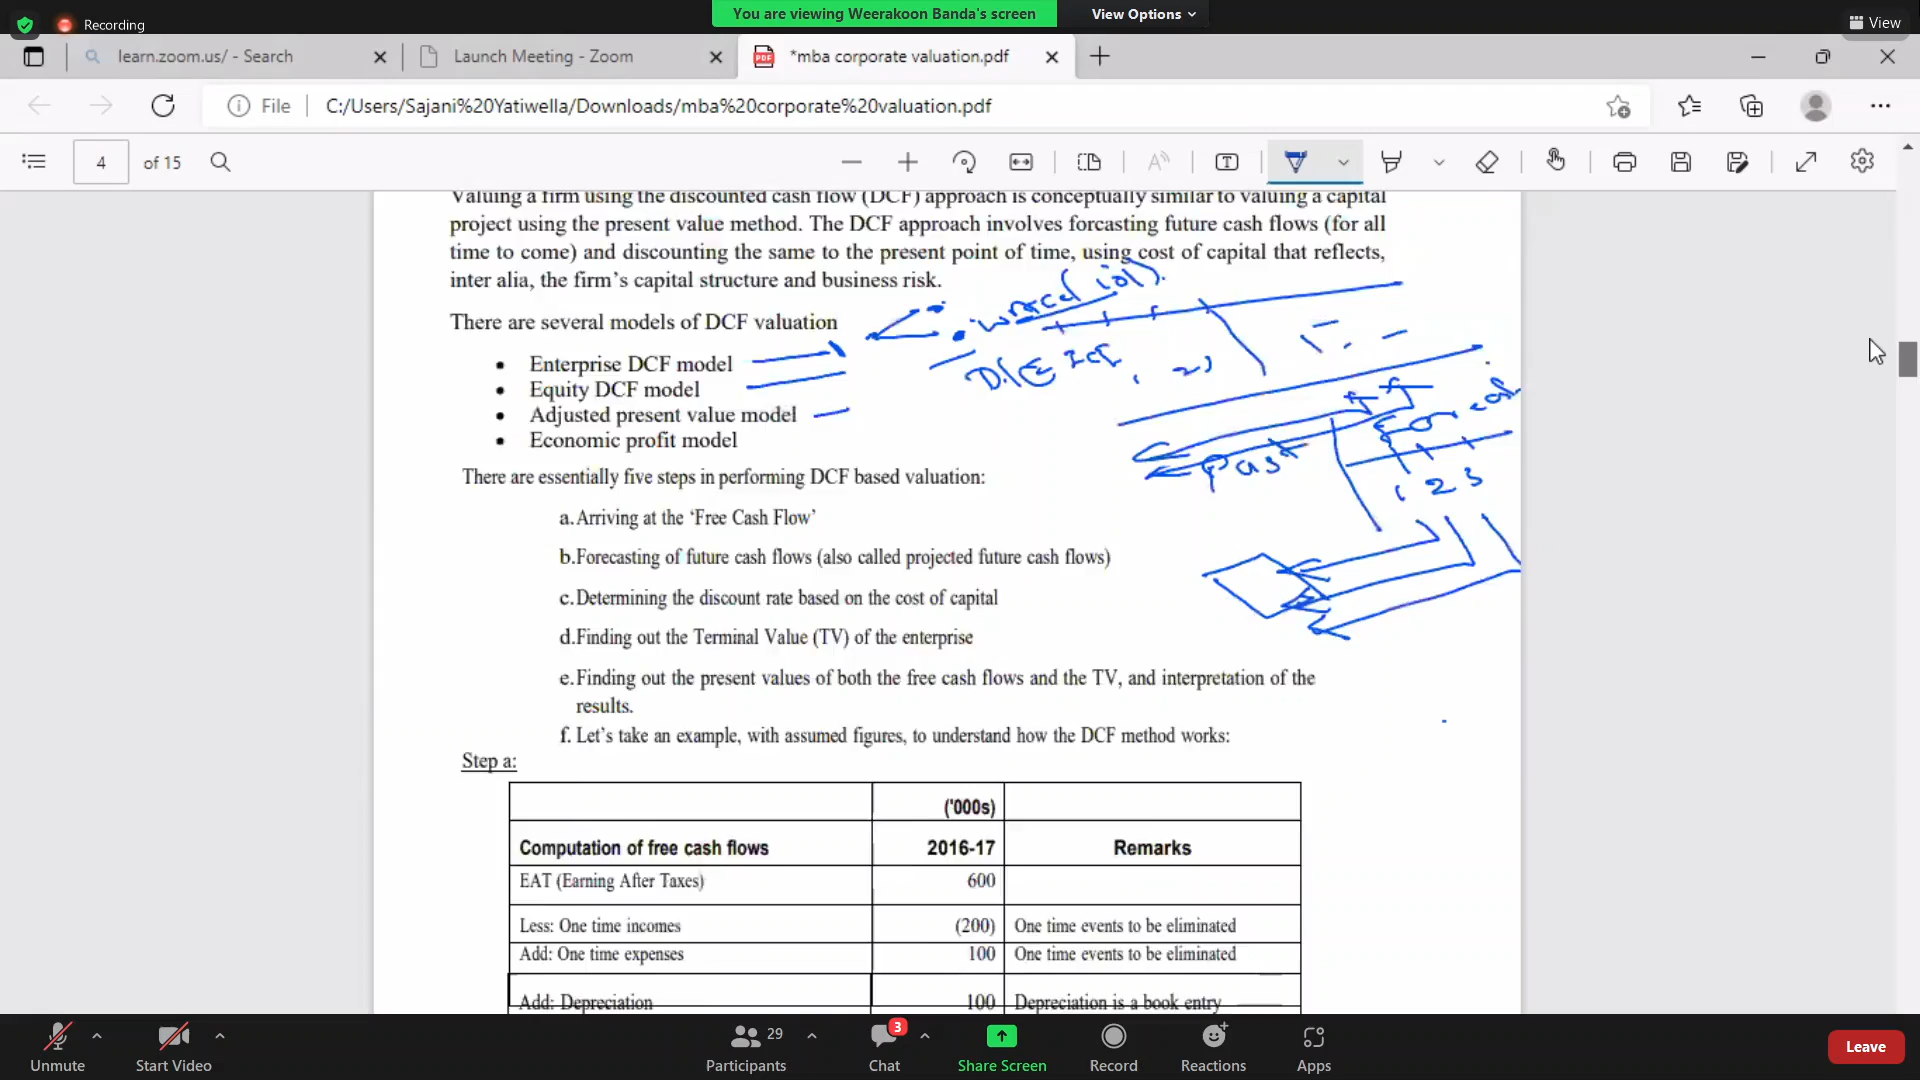 Recording
You are viewing Weerakoon Banda's screen
View Options
View
learn.zoom.us/ - Search
Launch Meeting - Zoom
*mba corporate valuation.pdf
File
C:/Users/Sajani%20Yatiwella/Downloads/mba%20corporate%20valuation.pdf
4 of 15
Valuing a firm using the discounted cash flow (DCF) approach is conceptually similar to valuing a capital
project using the present value method. The DCF approach involves forcasting future cash flows (for all
time to come) and discounting the same to the present point of time, using cost of capital that reflects,
inter alia, the firm's capital structure and business risk.
There are several models of DCF valuation
• Enterprise DCF model
• Equity DCF model
• Adjusted present value model
• Economic profit model
past
1 2 3
There are essentially five steps in performing DCF based valuation:
a. Arriving at the 'Free Cash Flow'
b. Forecasting of future cash flows (also called projected future cash flows)
c. Determining the discount rate based on the cost of capital
d. Finding out the Terminal Value (TV) of the enterprise
e. Finding out the present values of both the free cash flows and the TV, and interpretation of the
results.
f. Let's take an example, with assumed figures, to understand how the DCF method works:
Step a:
('000s)
Computation of free cash flows 2016-17 Remarks
EAT (Earning After Taxes) 600
Less: One time incomes (200) One time events to be eliminated
Add: One time expenses 100 One time events to be eliminated
Add: Depreciation 100 Depreciation is a book entry
Unmute
Start Video
29
Participants
3
Chat
Share Screen
Record
Reactions
Apps
Leave